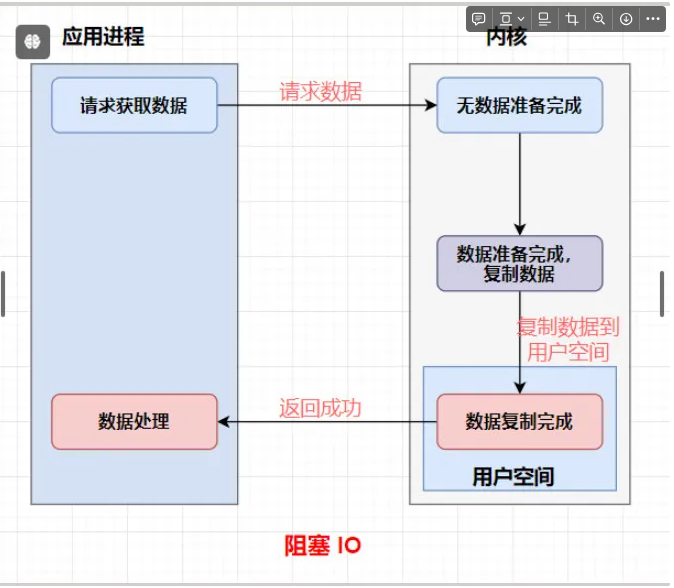 应用进程
内核
请求获取数据
请求数据
无数据准备完成
数据准备完成,
复制数据
复制数据到
用户空间
数据处理
返回成功
数据复制完成
用户空间
阻塞 IO